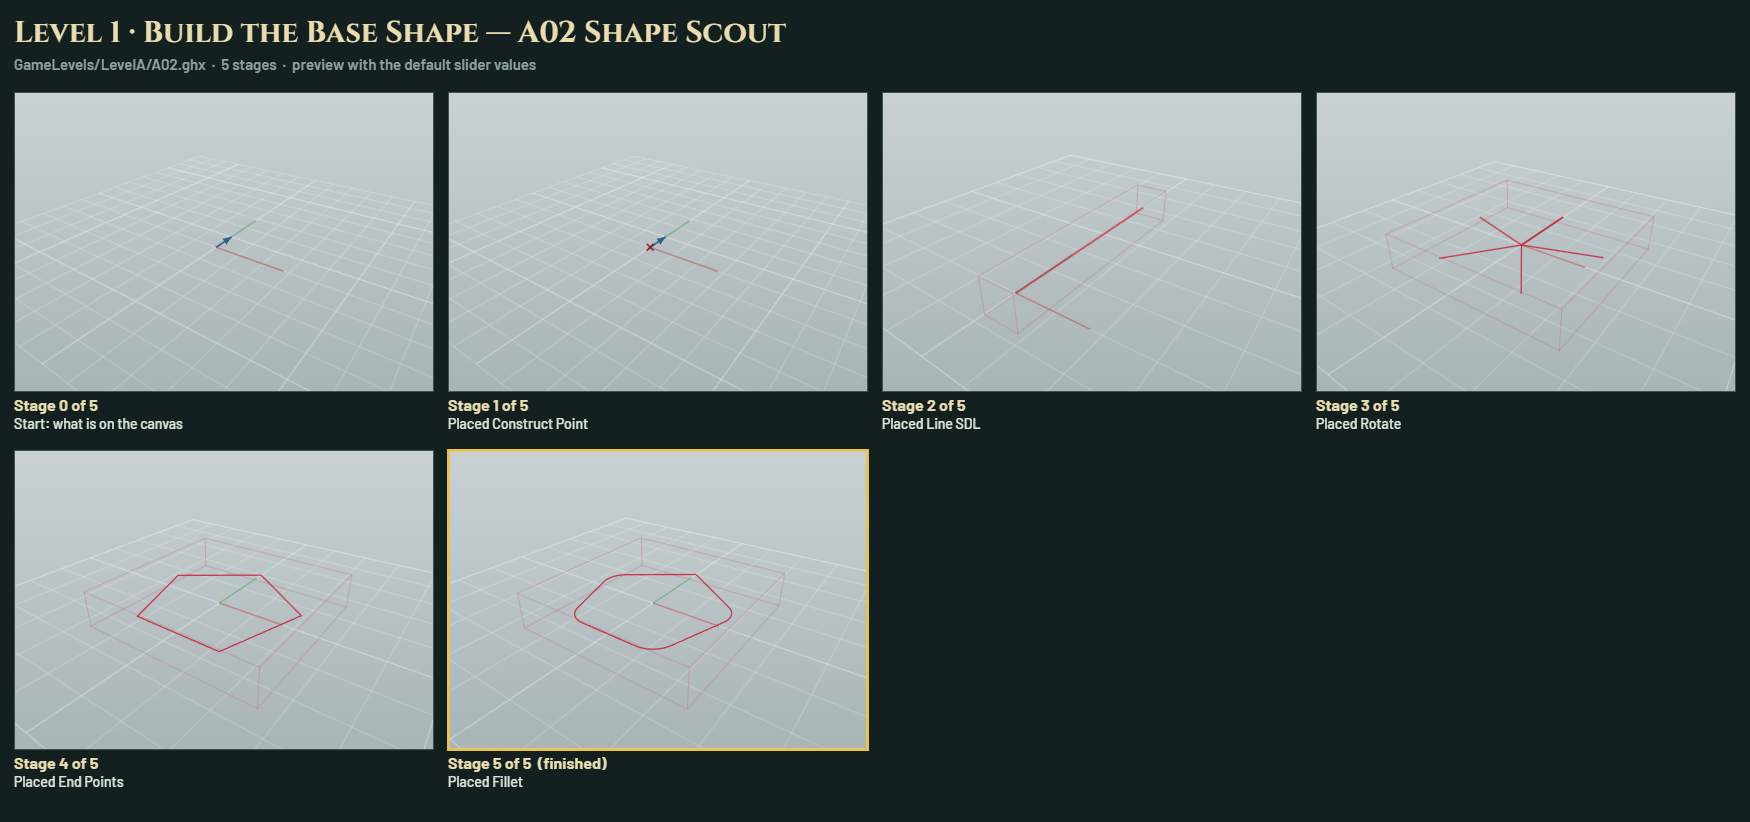 Level 1 · Build the Base Shape — A02 Shape Scout
GameLevels/LevelA/A02.ghx · 5 stages · preview with the default slider values
Stage 0 of 5
Start: what is on the canvas
Stage 1 of 5
Placed Construct Point
Stage 2 of 5
Placed Line SDL
Stage 3 of 5
Placed Rotate
Stage 4 of 5
Placed End Points
Stage 5 of 5 (finished)
Placed Fillet